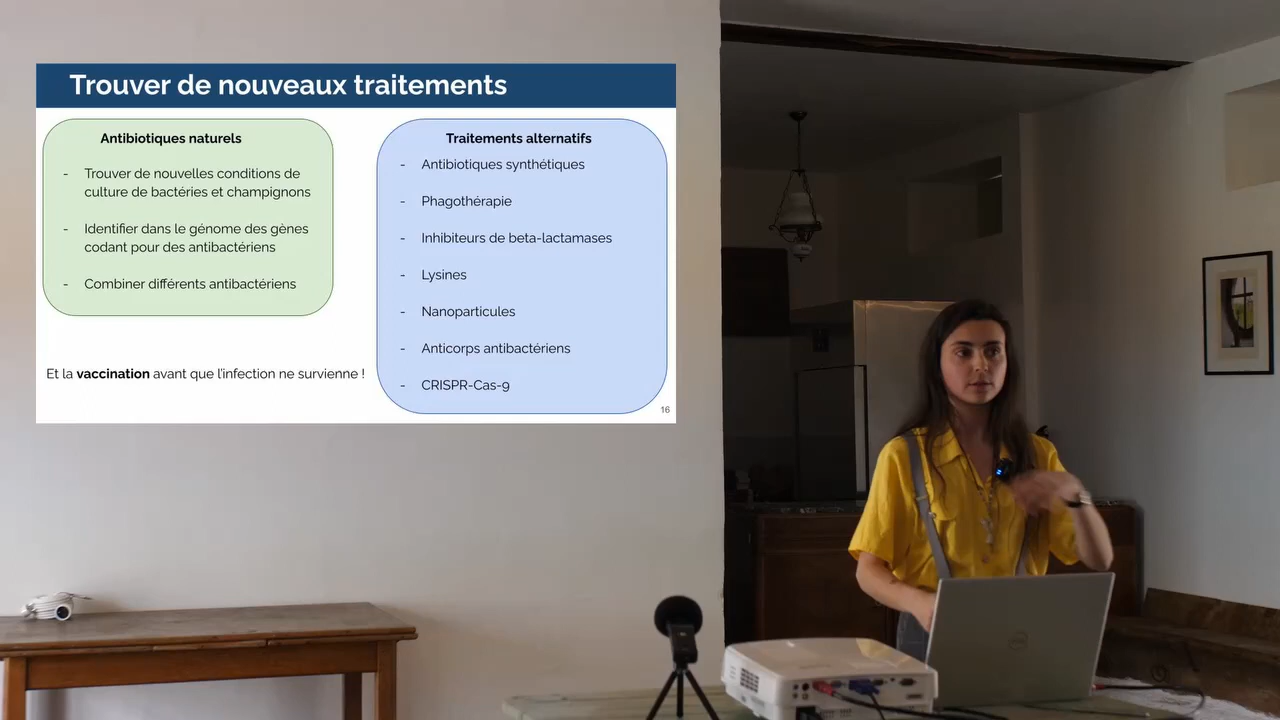 Trouver de nouveaux traitements
Antibiotiques naturels
- Trouver de nouvelles conditions de
culture de bactéries et champignons
- Identifier dans le génome des gènes
codant pour des antibactériens
- Combiner différents antibactériens
Et la vaccination avant que l'infection ne survienne !
Traitements alternatifs
- Antibiotiques synthétiques
- Phagothérapie
- Inhibiteurs de beta-lactamases
- Lysines
- Nanoparticules
- Anticorps antibactériens
- CRISPR-Cas-9
16